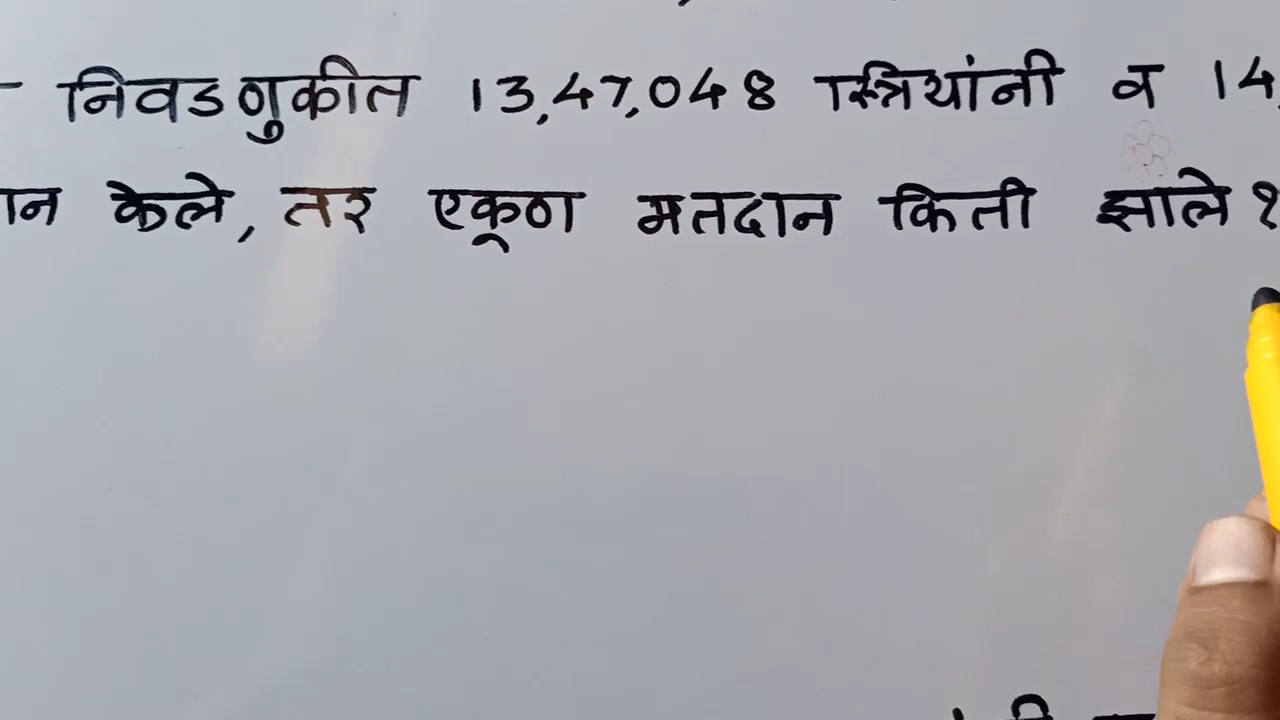 निवडणुकीत 13,47,048 स्त्रियांनी व 14,
केले, तर एकूण मतदान किती झाले?